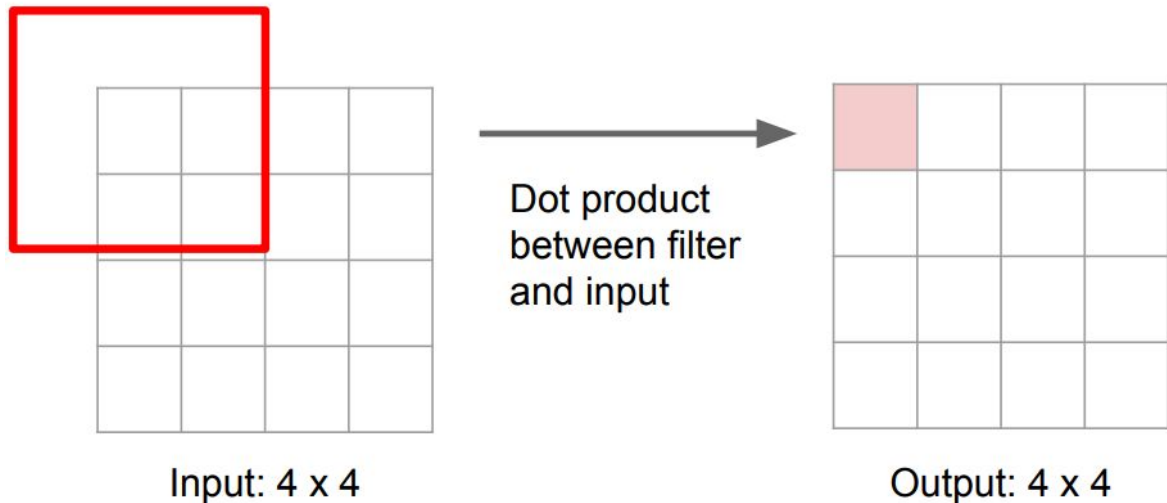 Dot product
between filter
and input
Input: 4 x 4
Output: 4 x 4